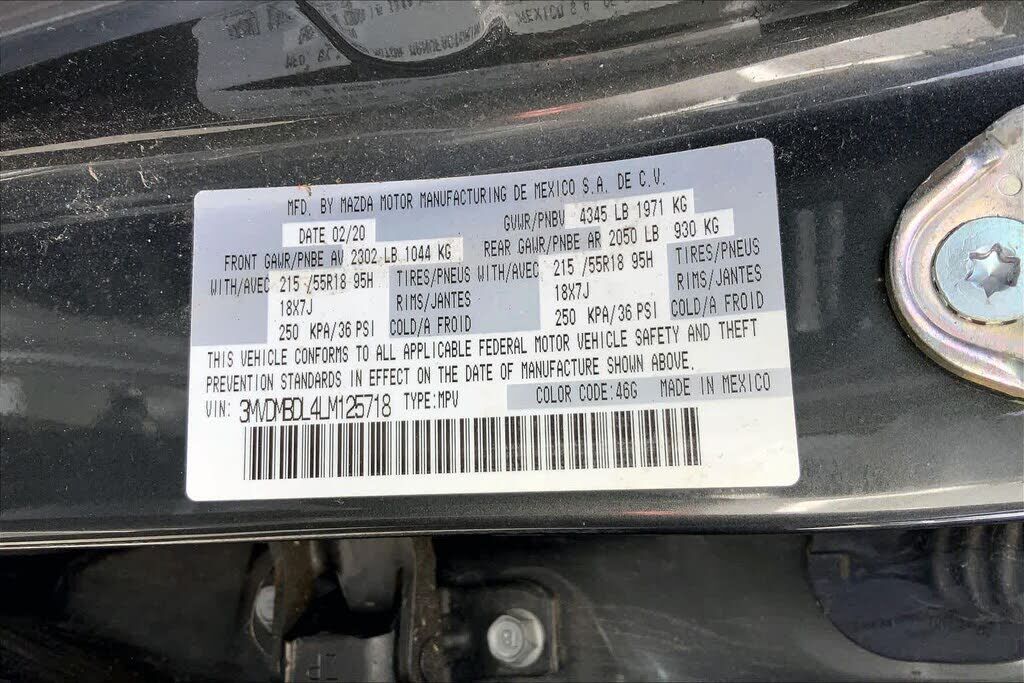 MFD. BY MAZDA MOTOR MANUFACTURING DE MEXICO S.A. DE C.V.
DATE 02/20 GVWR/PNBV 4345 LB 1971 KG
FRONT GAWR/PNBE AV 2302 LB 1044 KG REAR GAWR/PNBE AR 2050 LB 930 KG
WITH/AVEC 215 /55R18 95H TIRES/PNEUS WITH/AVEC 215 /55R18 95H TIRES/PNEUS
18X7J RIMS/JANTES 18X7J RIMS/JANTES
250 KPA/36 PSI COLD/A FROID 250 KPA/36 PSI COLD/A FROID
THIS VEHICLE CONFORMS TO ALL APPLICABLE FEDERAL MOTOR VEHICLE SAFETY AND THEFT
PREVENTION STANDARDS IN EFFECT ON THE DATE OF MANUFACTURE SHOWN ABOVE.
VIN: 3MVDMBDL4LM125718 TYPE:MPV COLOR CODE:46G MADE IN MEXICO